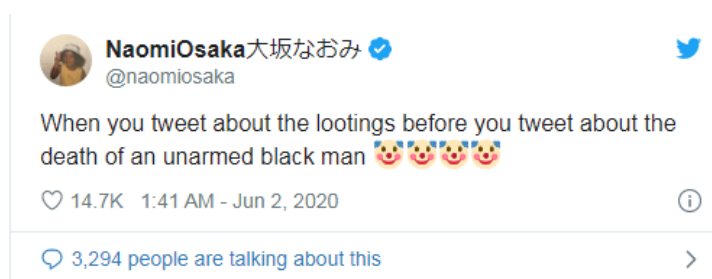 NaomiOsaka大坂なおみ
@naomiosaka
When you tweet about the lootings before you tweet about the
death of an unarmed black man 🤡🤡🤡🤡
14.7K 1:41 AM - Jun 2, 2020
3,294 people are talking about this